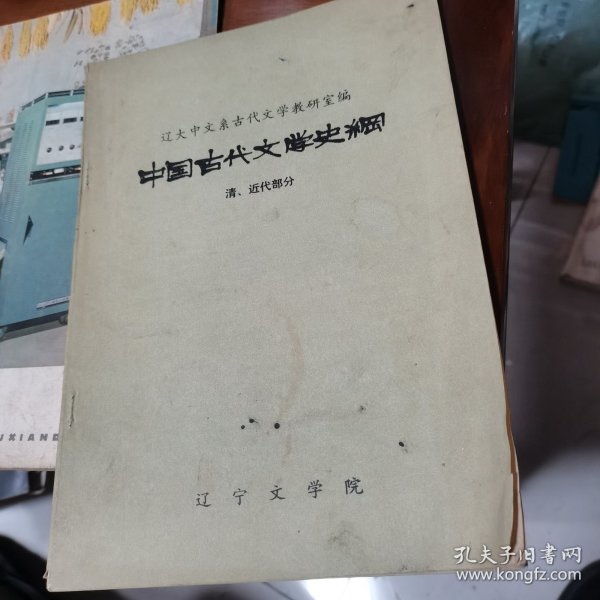 辽大中文系古代文学教研室编
中国古代文学史纲
清、近代部分
辽宁文学院
孔夫子旧书网
www.kongfz.com